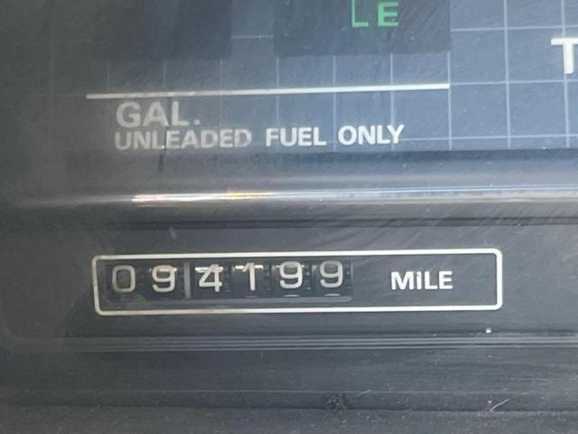 LE
T
GAL.
UNLEADED FUEL ONLY
094199 MILE